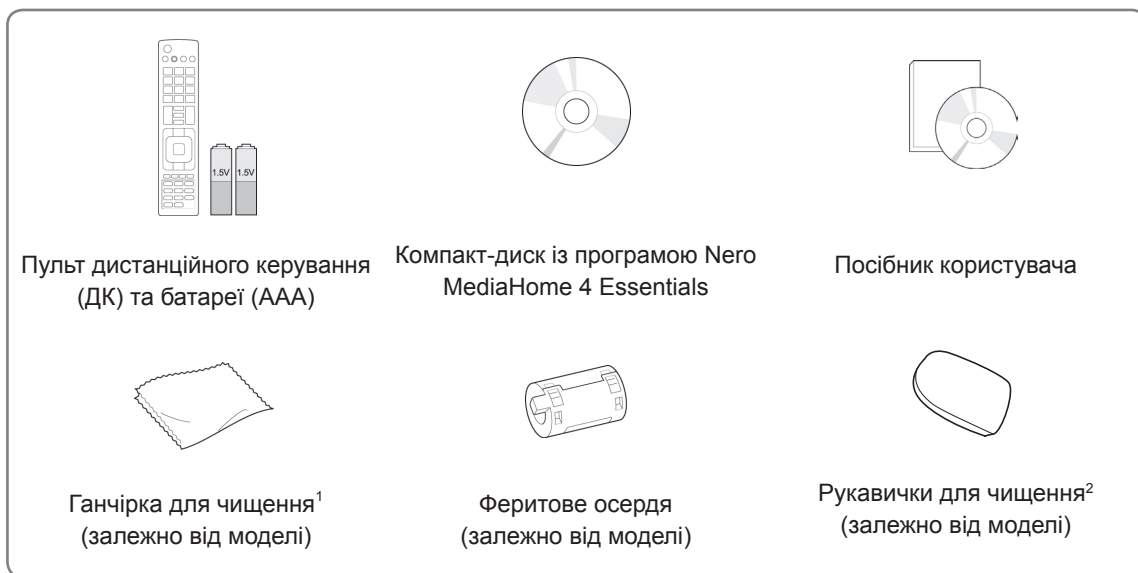 1.5V 1.5V
Пульт дистанційного керування
(ДК) та батареї (AAA)
Компакт-диск із програмою Nero
MediaHome 4 Essentials
Посібник користувача
Ганчірка для чищення1
(залежно від моделі)
Феритове осердя
(залежно від моделі)
Рукавички для чищення2
(залежно від моделі)